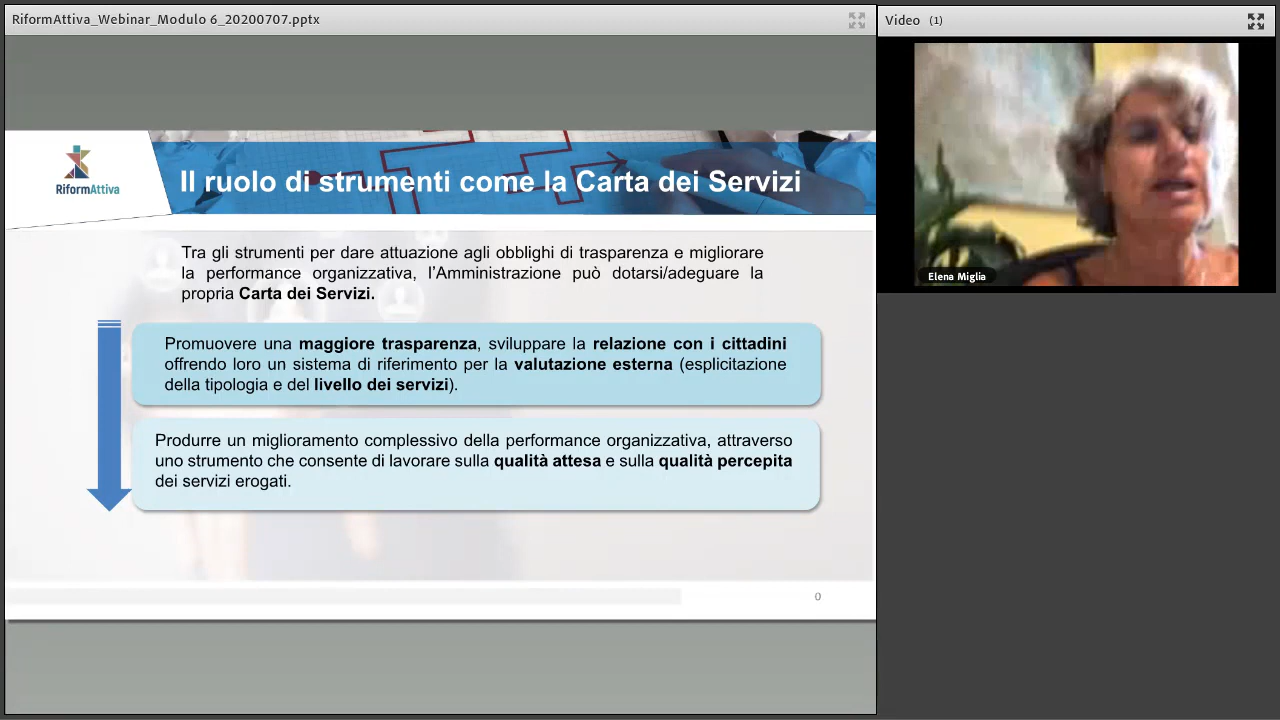 RiformAttiva_Webinar_Modulo 6_20200707.pptx
Video (1)
RiformAttiva
Il ruolo di strumenti come la Carta dei Servizi
Tra gli strumenti per dare attuazione agli obblighi di trasparenza e migliorare
la performance organizzativa, l’Amministrazione può dotarsi/adeguare la
propria Carta dei Servizi.
Promuovere una maggiore trasparenza, sviluppare la relazione con i cittadini
offrendo loro un sistema di riferimento per la valutazione esterna (esplicitazione
della tipologia e del livello dei servizi).
Produrre un miglioramento complessivo della performance organizzativa, attraverso
uno strumento che consente di lavorare sulla qualità attesa e sulla qualità percepita
dei servizi erogati.
0
Elena Miglia